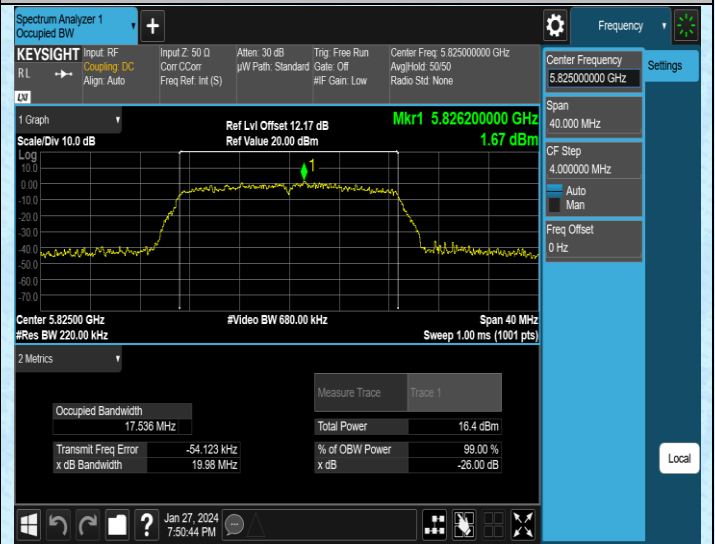 Spectrum Analyzer 1
Occupied BW
+
Frequency
KEYSIGHT
RL
LXI
Input: RF
Coupling: DC
Align: Auto
Input Z: 50 Ω
Corr CCorr
Freq Ref: Int (S)
Atten: 30 dB
µW Path: Standard
Trig: Free Run
Gate: Off
#IF Gain: Low
Center Freq: 5.825000000 GHz
Avg|Hold: 50/50
Radio Std: None
Center Frequency
5.825000000 GHz
Settings
Span
40.000 MHz
CF Step
4.000000 MHz
Auto
Man
Freq Offset
0 Hz
Local
1 Graph
Scale/Div 10.0 dB
Ref Lvl Offset 12.17 dB
Ref Value 20.00 dBm
Mkr1 5.826200000 GHz
1.67 dBm
Log
10.0
0.00
-10.0
-20.0
-30.0
-40.0
-50.0
-60.0
-70.0
1
Center 5.82500 GHz
#Res BW 220.00 kHz
#Video BW 680.00 kHz
Span 40 MHz
Sweep 1.00 ms (1001 pts)
2 Metrics
Measure Trace Trace 1
Occupied Bandwidth
17.536 MHz
Total Power 16.4 dBm
Transmit Freq Error -54.123 kHz
% of OBW Power 99.00 %
x dB Bandwidth 19.98 MHz
x dB -26.00 dB
?
Jan 27, 2024
7:50:44 PM